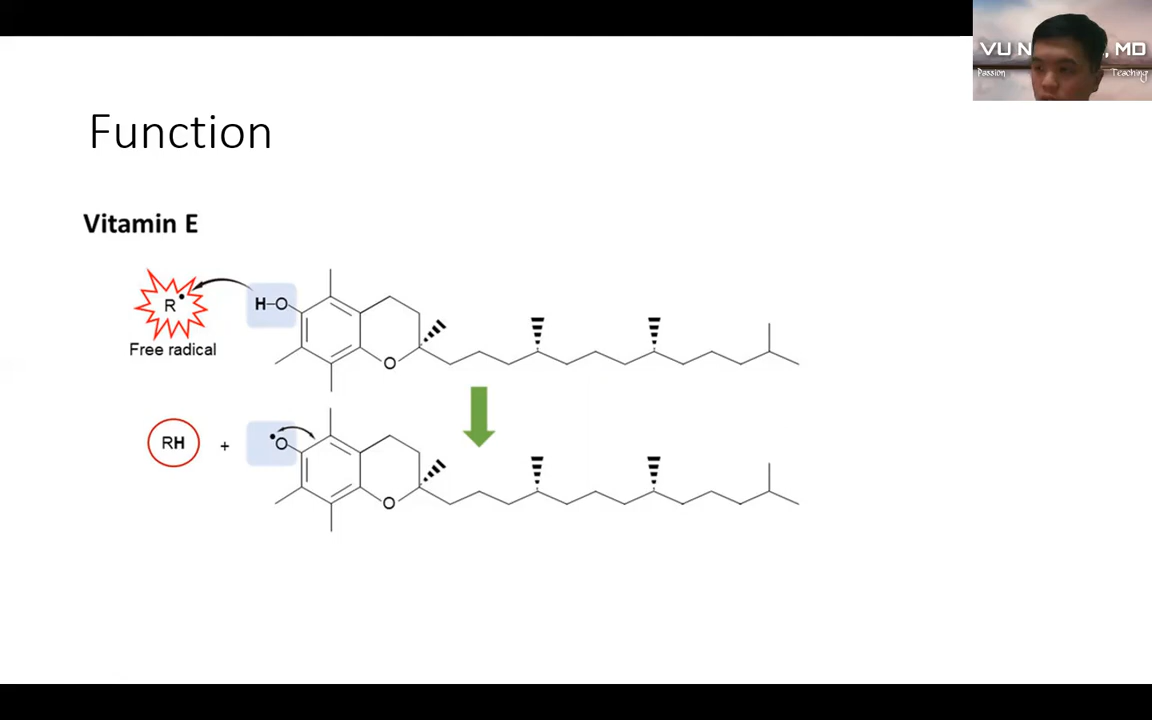 VU N , MD
Passion Teaching
Function
Vitamin E
R•
H-O
O
Free radical
RH + •O
O